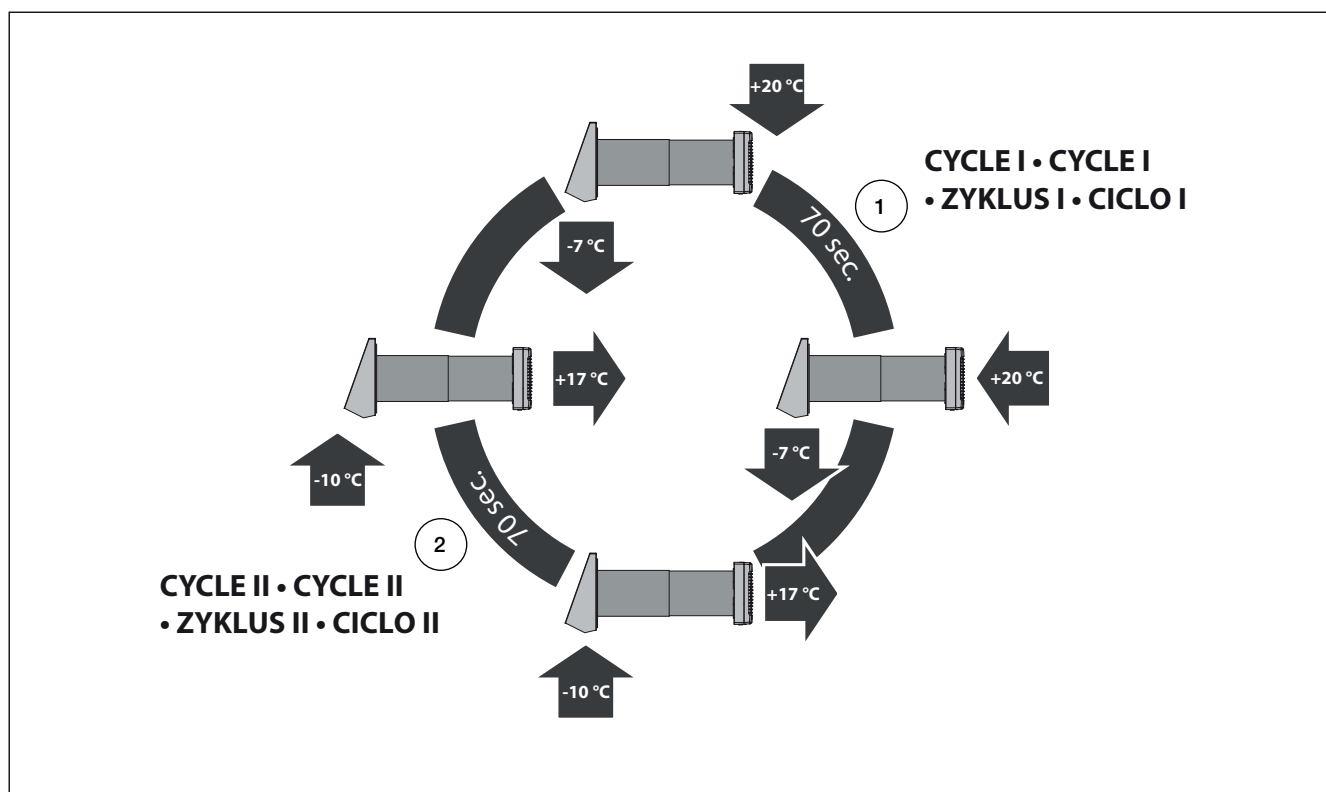 +20 °C
CYCLE I • CYCLE I
• ZYKLUS I • CICLO I
1
70 sec.
-7 °C
+17 °C
+20 °C
-10 °C
-7 °C
70 sec.
2
CYCLE II • CYCLE II
• ZYKLUS II • CICLO II
+17 °C
-10 °C